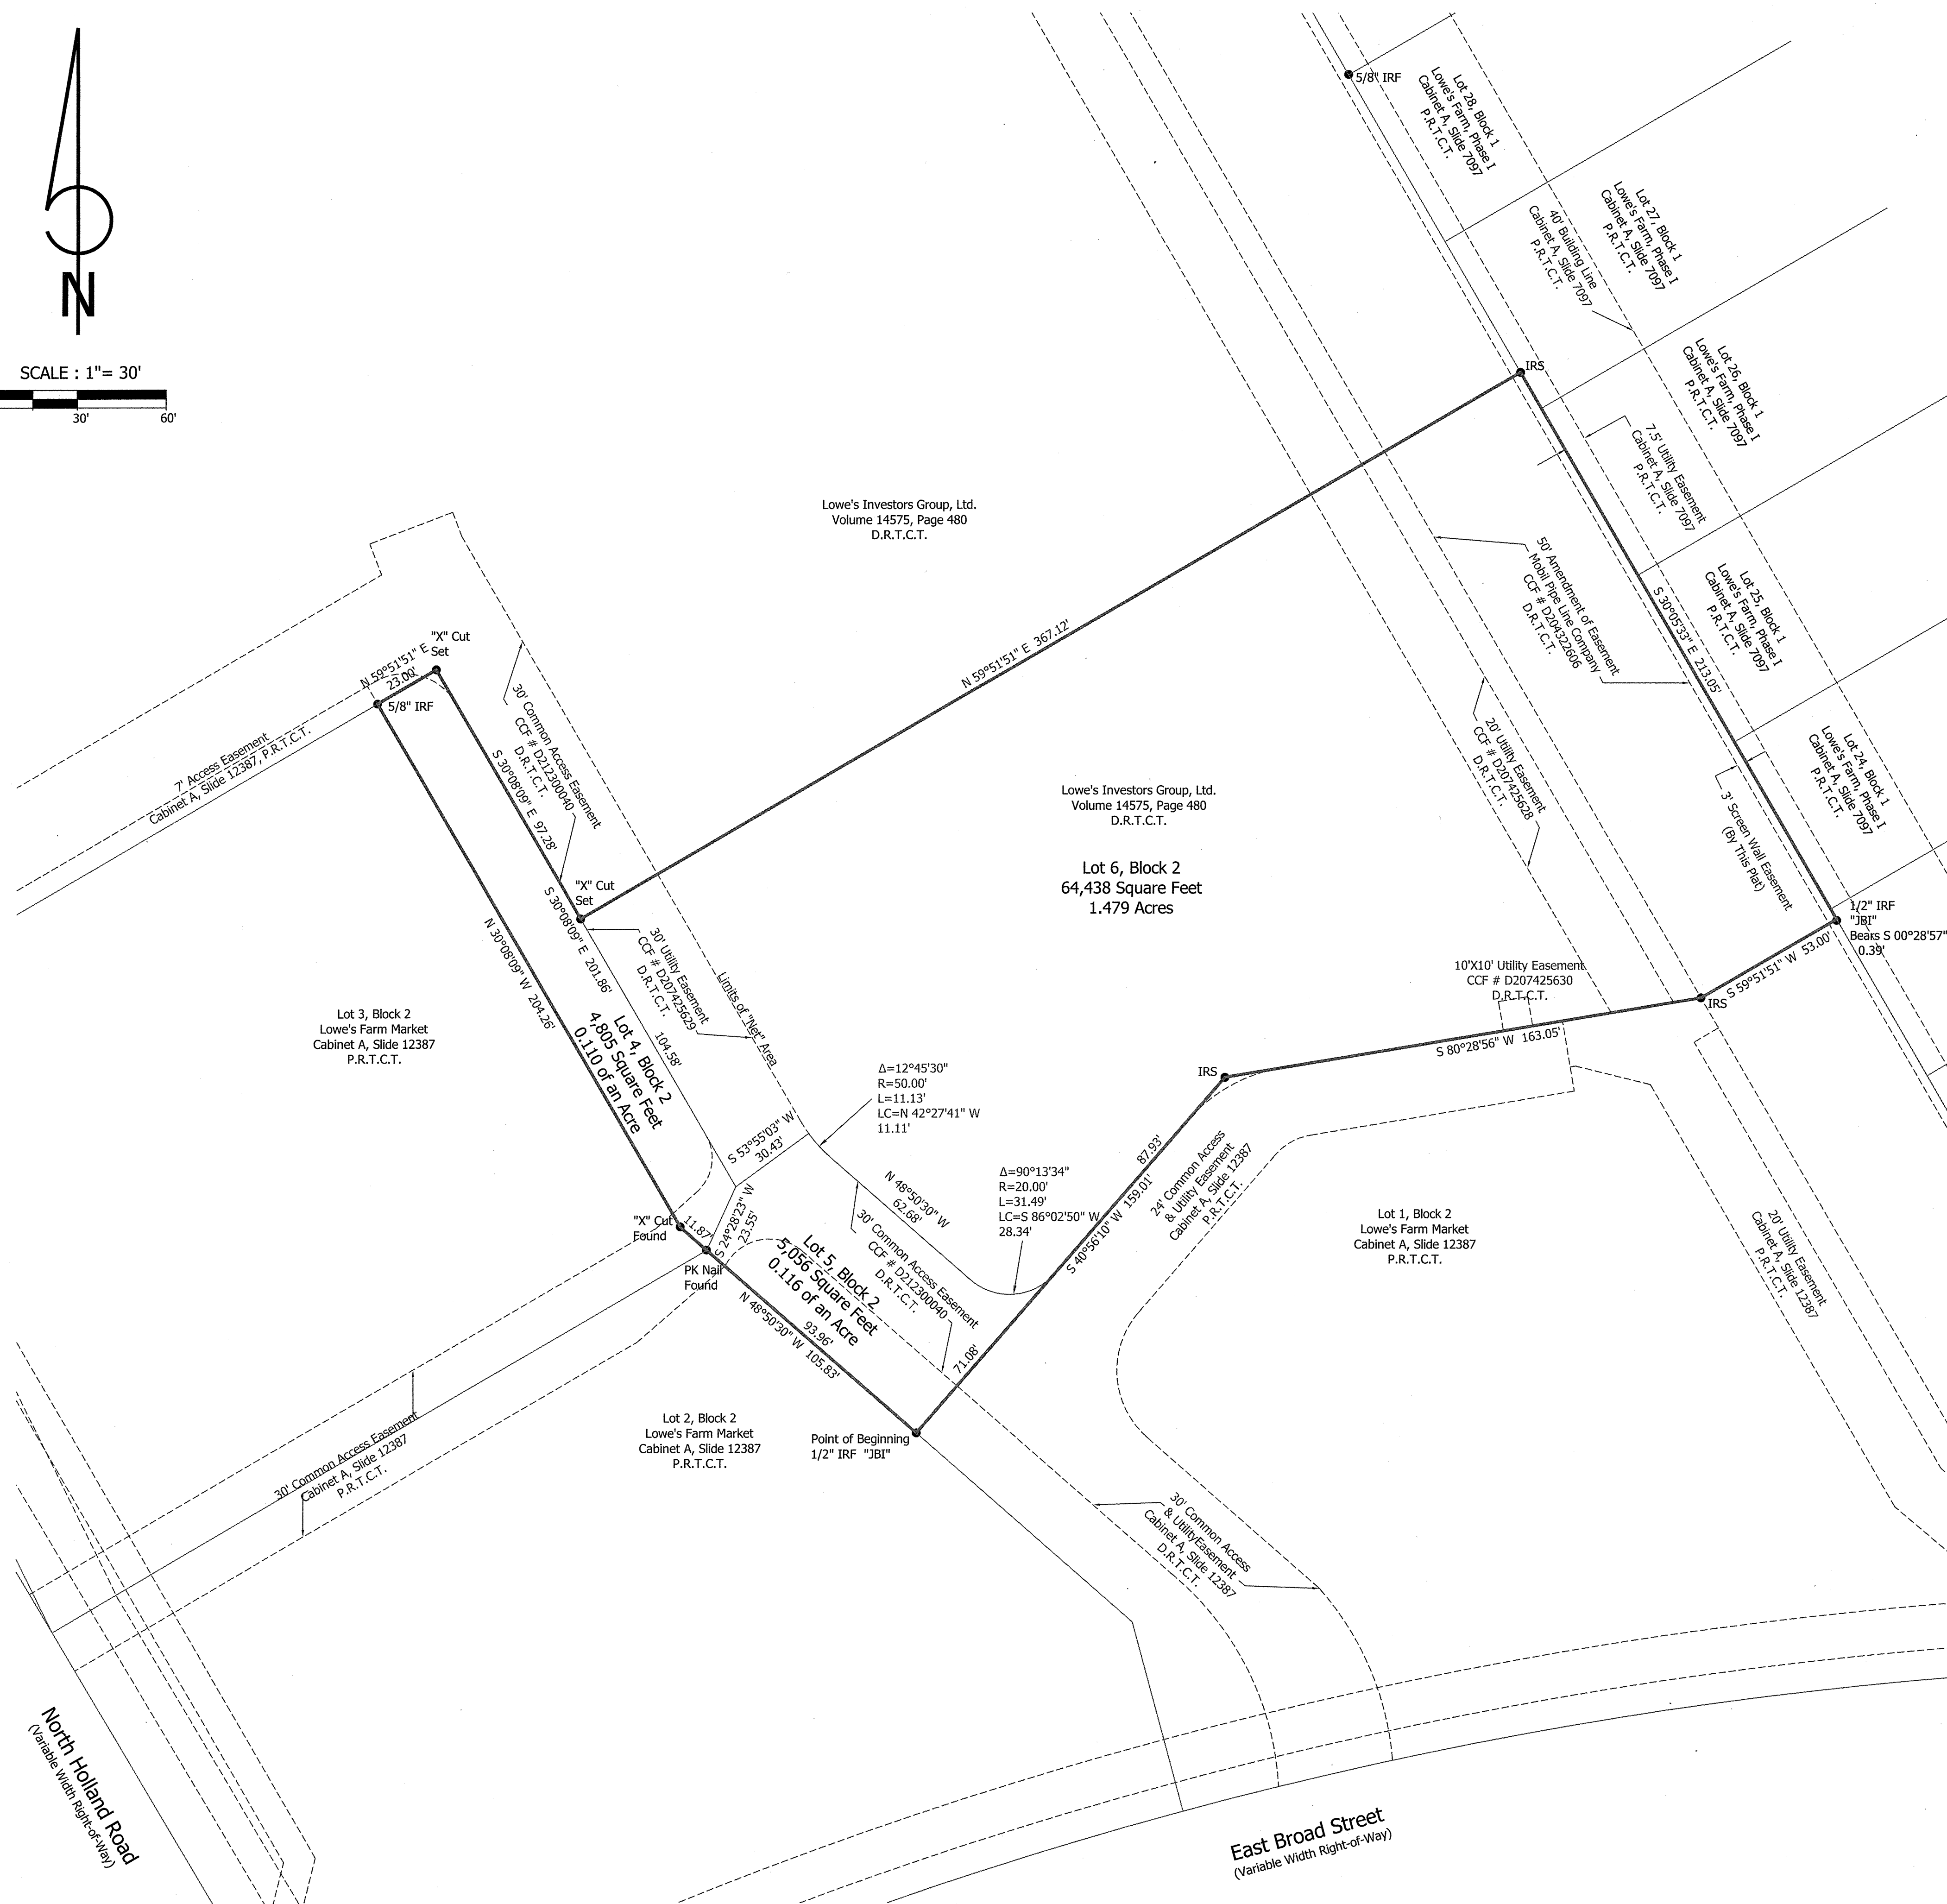 N
SCALE : 1"= 30'
30'
60'
5/8" IRF
Lot 28, Block 1
Lowe's Farm, Phase I
Cabinet A, Slide 7097
P.R.T.C.T.
Lot 27, Block 1
Lowe's Farm, Phase I
Cabinet A, Slide 7097
P.R.T.C.T.
40' Building Line
Cabinet A, Slide 7097
P.R.T.C.T.
IRS
Lot 26, Block 1
Lowe's Farm, Phase I
Cabinet A, Slide 7097
P.R.T.C.T.
7.5' Utility Easement
Cabinet A, Slide 7097
P.R.T.C.T.
Lowe's Investors Group, Ltd.
Volume 14575, Page 480
D.R.T.C.T.
50' Amendment of Easement
Mobil Pipe Line Company
CCF # D204322606
D.R.T.C.T.
Lot 25, Block 1
Lowe's Farm, Phase I
Cabinet A, Slide 7097
P.R.T.C.T.
S 30°05'33" E 213.05'
N 59°51'51" E 367.12'
"X" Cut
Set
N 59°51'51" E
23.00'
5/8" IRF
30' Common Access Easement
CCF # D212300040
D.R.T.C.T.
S 30°08'09" E 97.28'
7' Access Easement
Cabinet A, Slide 12387, P.R.T.C.T.
20' Utility Easement
CCF # D207425628
D.R.T.C.T.
Lot 24, Block 1
Lowe's Farm, Phase I
Cabinet A, Slide 7097
P.R.T.C.T.
3' Screen Wall Easement
(By This Plat)
Lowe's Investors Group, Ltd.
Volume 14575, Page 480
D.R.T.C.T.
Lot 6, Block 2
64,438 Square Feet
1.479 Acres
"X" Cut
Set
S 30°08'09" E 201.86'
N 30°08'09" W 204.26'
30' Utility Easement
CCF # D207425629
D.R.T.C.T.
Limits of "Net" Area
104.58'
1/2" IRF
"JBI"
Bears S 00°28'57"
0.39'
S 59°51'51" W 53.00'
IRS
10'X10' Utility Easement
CCF # D207425630
D.R.T.C.T.
S 80°28'56" W 163.05'
IRS
Lot 3, Block 2
Lowe's Farm Market
Cabinet A, Slide 12387
P.R.T.C.T.
Lot 4, Block 2
4,805 Square Feet
0.110 of an Acre
Δ=12°45'30"
R=50.00'
L=11.13'
LC=N 42°27'41" W
11.11'
S 53°55'03" W
30.43'
Δ=90°13'34"
R=20.00'
L=31.49'
LC=S 86°02'50" W
28.34'
N 48°50'30" W
62.68'
87.93'
S 40°56'10" W 159.01'
24' Common Access
& Utility Easement
Cabinet A, Slide 12387
P.R.T.C.T.
Lot 1, Block 2
Lowe's Farm Market
Cabinet A, Slide 12387
P.R.T.C.T.
20' Utility Easement
Cabinet A, Slide 12387
P.R.T.C.T.
"X" Cut
Found
11.87'
S 24°28'23" W
23.55'
PK Nail
Found
30' Common Access Easement
CCF # D212300040
D.R.T.C.T.
Lot 5, Block 2
5,056 Square Feet
0.116 of an Acre
93.96'
N 48°50'30" W 105.83'
71.08'
Point of Beginning
1/2" IRF "JBI"
Lot 2, Block 2
Lowe's Farm Market
Cabinet A, Slide 12387
P.R.T.C.T.
30' Common Access Easement
Cabinet A, Slide 12387
P.R.T.C.T.
30' Common Access
& UtilityEasement
Cabinet A, Slide 12387
D.R.T.C.T.
North Holland Road
(Variable Width Right-of-Way)
East Broad Street
(Variable Width Right-of-Way)